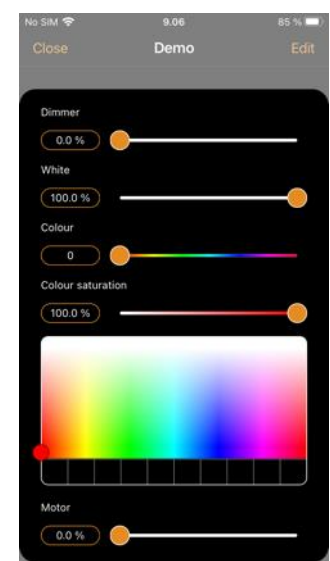 No SIM 9.06 85 %
Close Demo Edit
Dimmer
0.0 %
White
100.0 %
Colour
0
Colour saturation
100.0 %
Motor
0.0 %